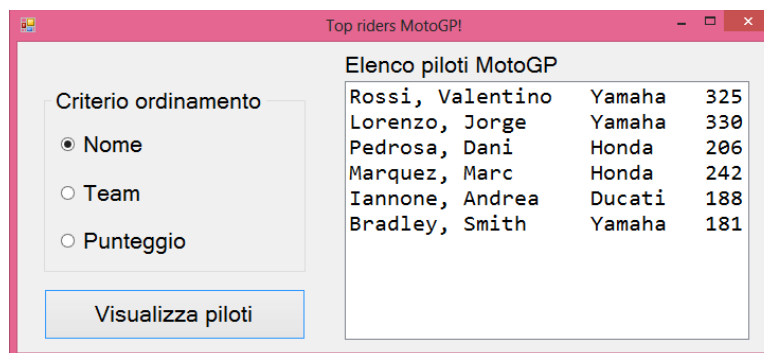 Top riders MotoGP!
Elenco piloti MotoGP
Criterio ordinamento
Nome
Team
Punteggio
Visualizza piloti
Rossi, Valentino Yamaha 325
Lorenzo, Jorge Yamaha 330
Pedrosa, Dani Honda 206
Marquez, Marc Honda 242
Iannone, Andrea Ducati 188
Bradley, Smith Yamaha 181